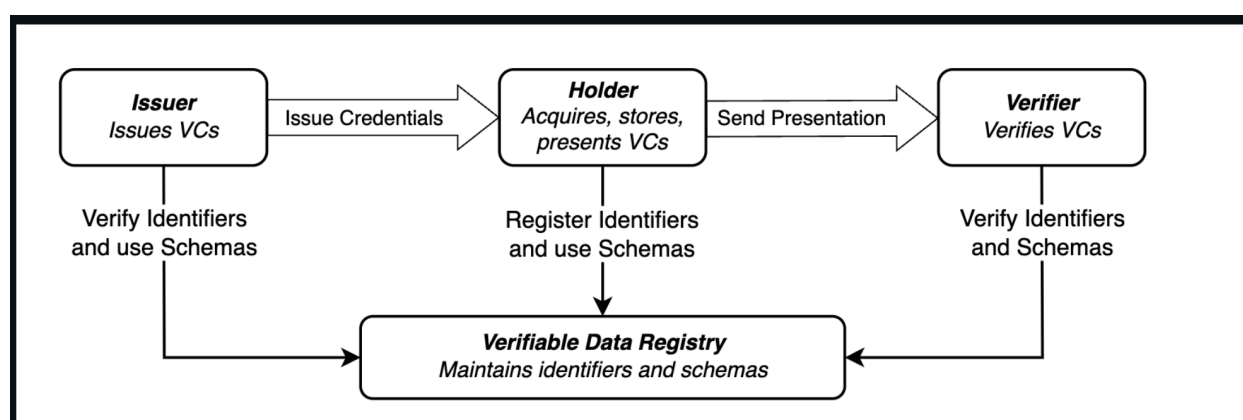 Issuer
Issues VCs
Issue Credentials
Holder
Acquires, stores,
presents VCs
Send Presentation
Verifier
Verifies VCs
Verify Identifiers
and use Schemas
Register Identifiers
and use Schemas
Verify Identifiers
and Schemas
Verifiable Data Registry
Maintains identifiers and schemas